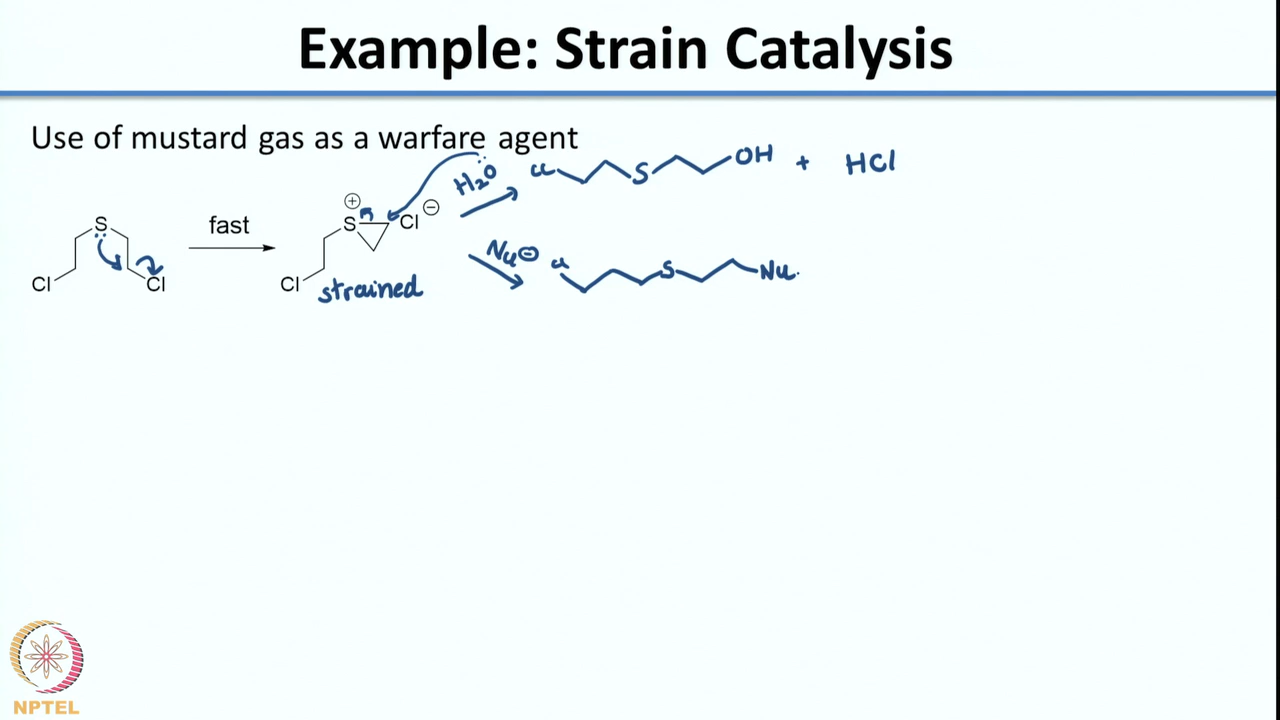 Example: Strain Catalysis
Use of mustard gas as a warfare agent
H₂O Cl S OH + HCl
S ⊕ Cl ⊖
S fast
Nu⊖ Cl S Nu.
Cl Cl Cl strained
NPTEL